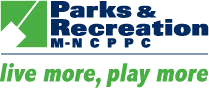 Parks &
Recreation
M-NCPPC
live more, play more